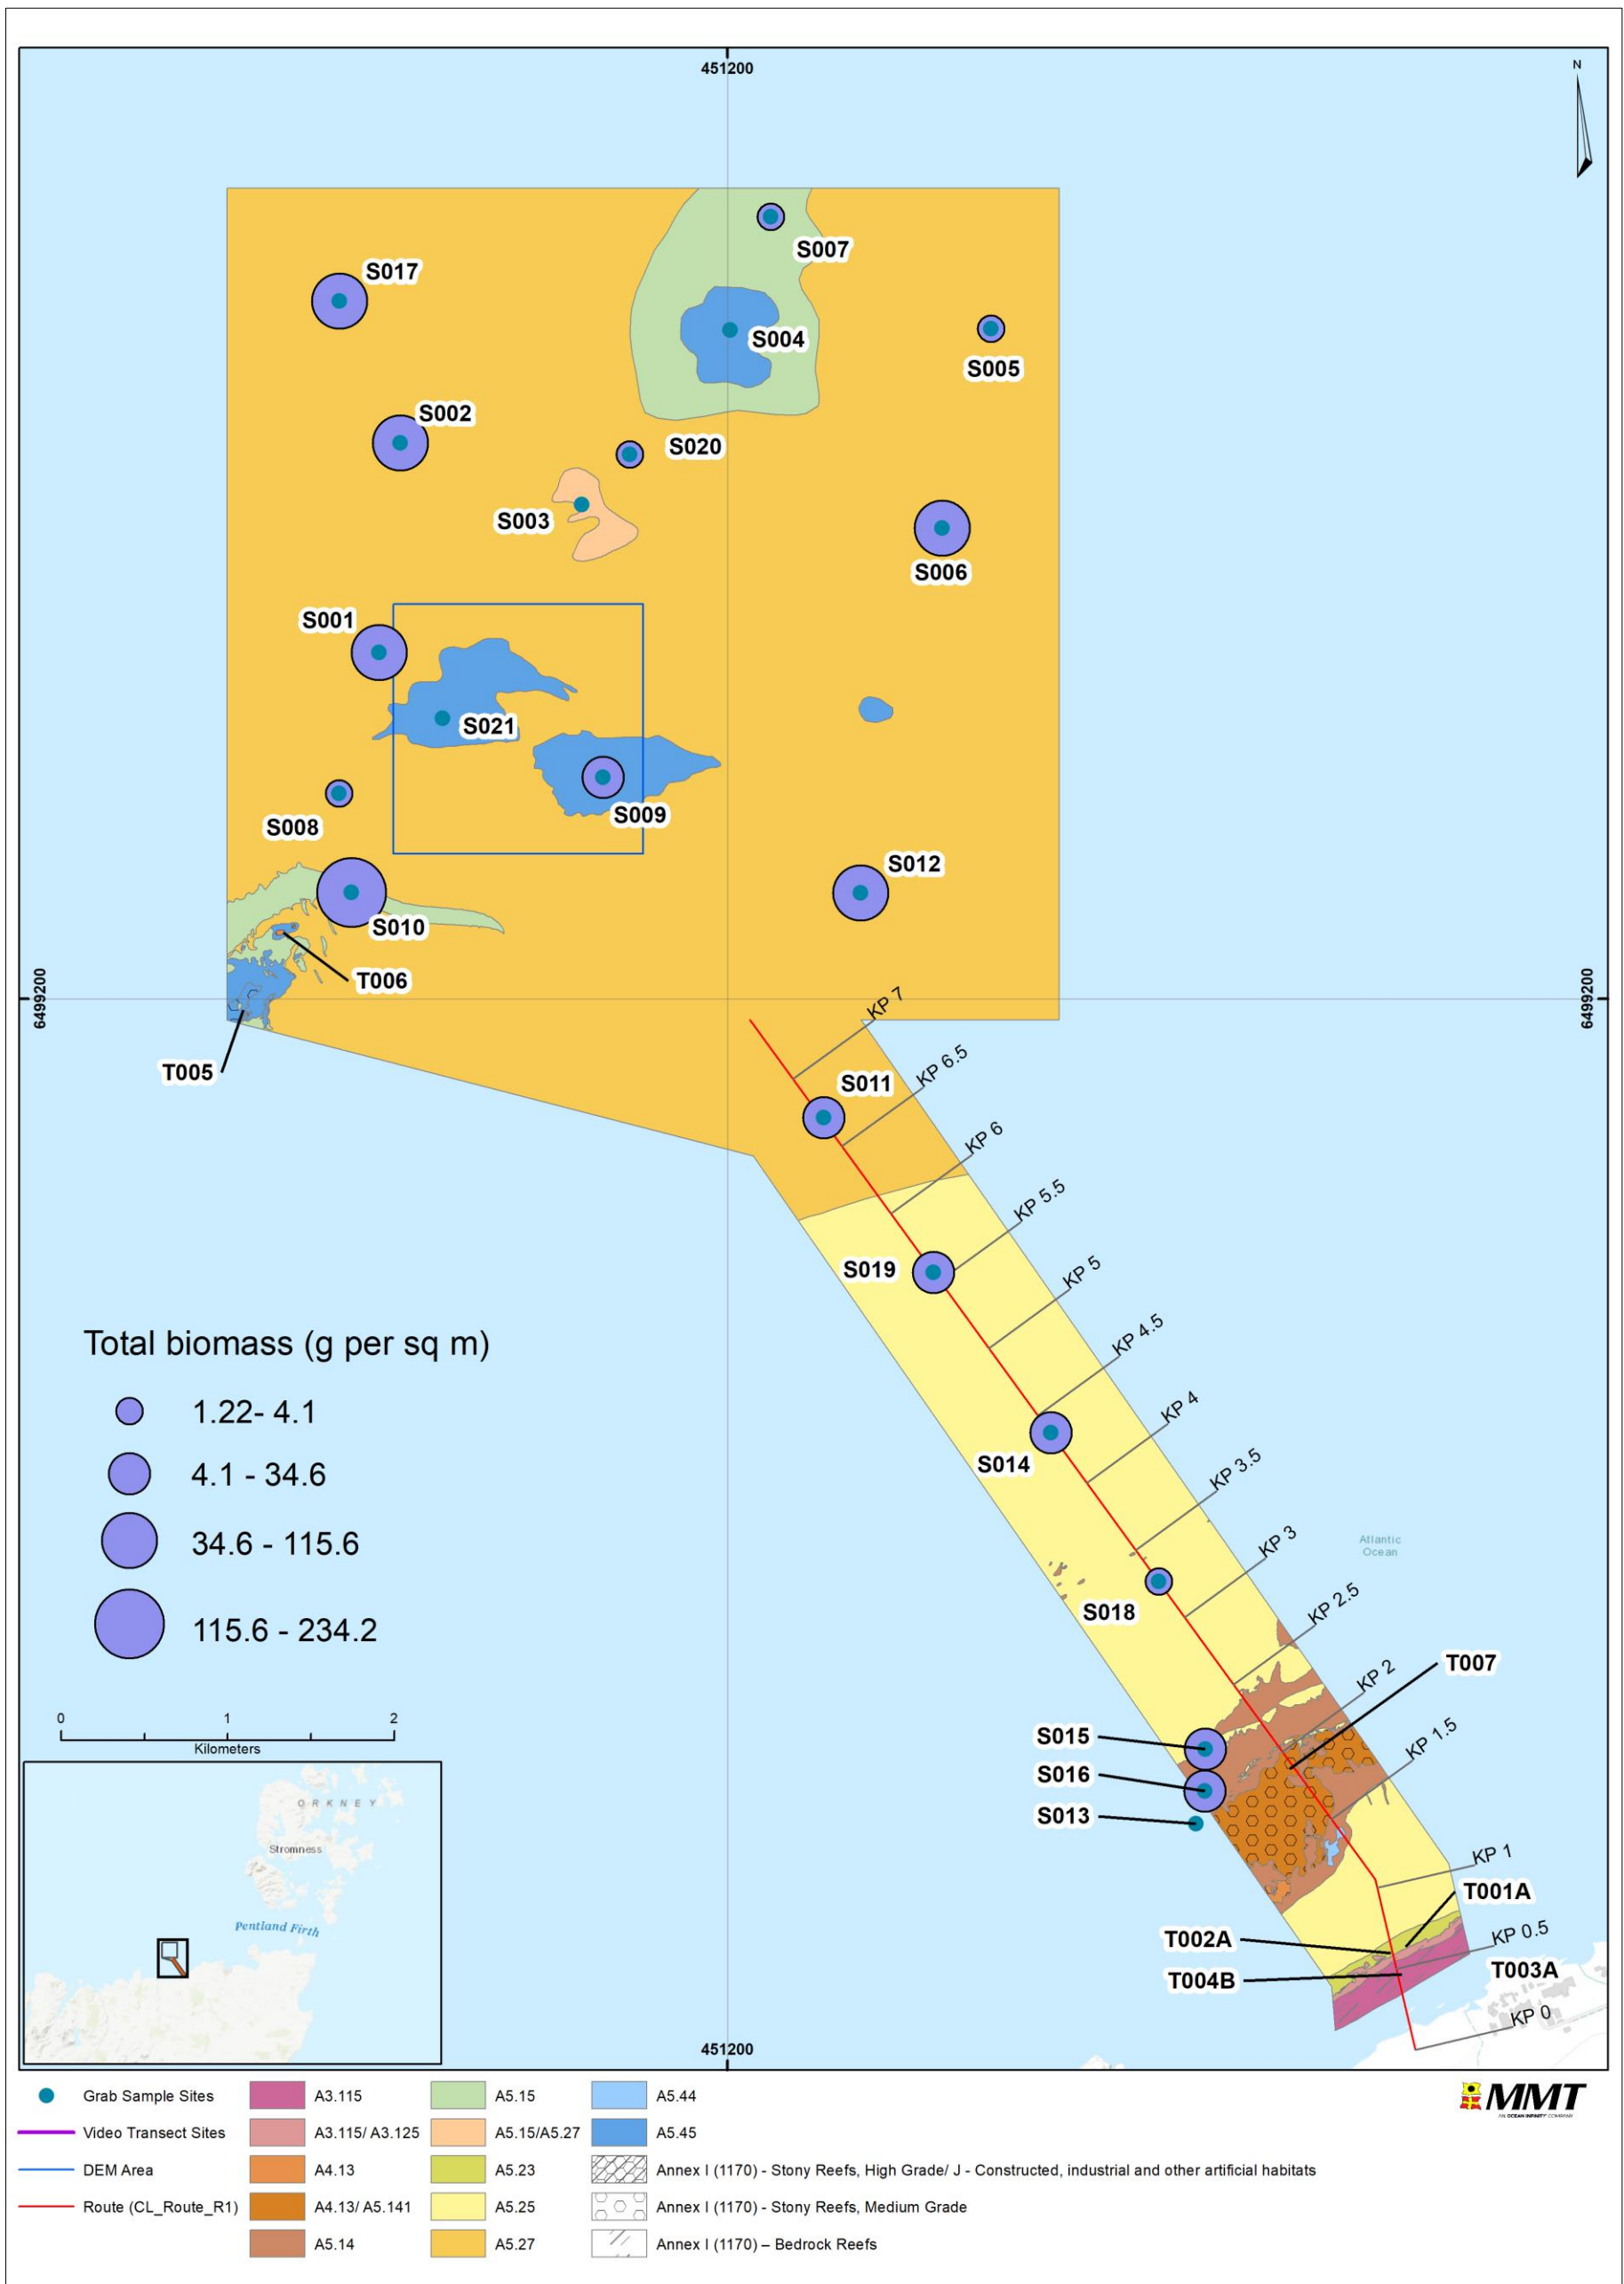 451200
N
S007
S017
S004
S005
S002
S020
S003
S006
S001
S021
S009
S008
S012
S010
T006
6499200
6499200
KP 7
T005
KP 6.5
S011
KP 6
KP 5.5
S019
KP 5
KP 4.5
Total biomass (g per sq m)
1.22- 4.1
4.1 - 34.6
34.6 - 115.6
115.6 - 234.2
KP 4
S014
KP 3.5
Atlantic
Ocean
KP 3
S018
KP 2.5
T007
KP 2
KP 1.5
S015
S016
S013
0 1 2
Kilometers
KP 1
T001A
T002A
KP 0.5
T004B
T003A
KP 0
ORKNEY
Stromness
Pentland Firth
451200
Grab Sample Sites
Video Transect Sites
DEM Area
Route (CL_Route_R1)
A3.115
A3.115/ A3.125
A4.13
A4.13/ A5.141
A5.14
A5.15
A5.15/A5.27
A5.23
A5.25
A5.27
A5.44
A5.45
Annex I (1170) - Stony Reefs, High Grade/ J - Constructed, industrial and other artificial habitats
Annex I (1170) - Stony Reefs, Medium Grade
Annex I (1170) – Bedrock Reefs
MMT
AN OCEAN INFINITY COMPANY